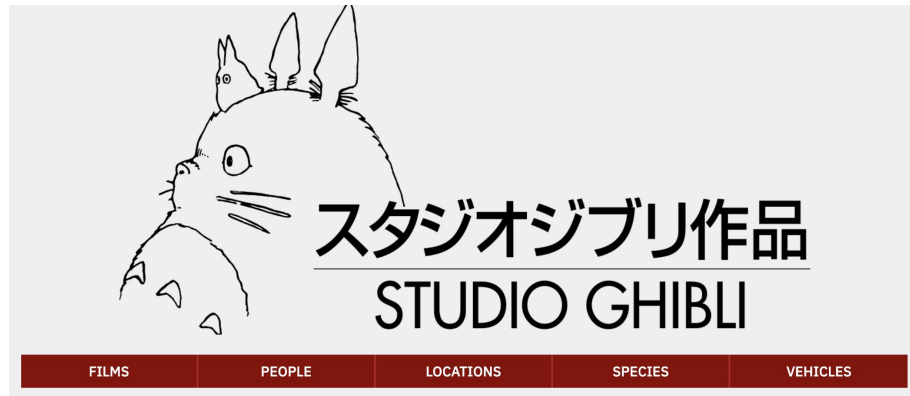 スタジオジブリ作品
STUDIO GHIBLI
FILMS PEOPLE LOCATIONS SPECIES VEHICLES